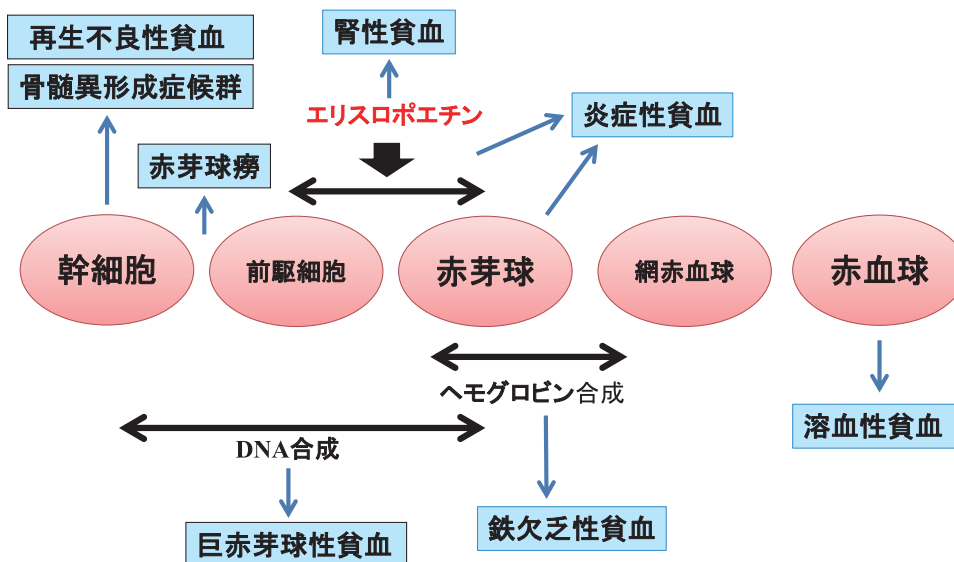 再生不良性貧血
骨髄異形成症候群
腎性貧血
エリスロポエチン
炎症性貧血
赤芽球癆
幹細胞
前駆細胞
赤芽球
網赤血球
赤血球
ヘモグロビン合成
DNA合成
溶血性貧血
巨赤芽球性貧血
鉄欠乏性貧血